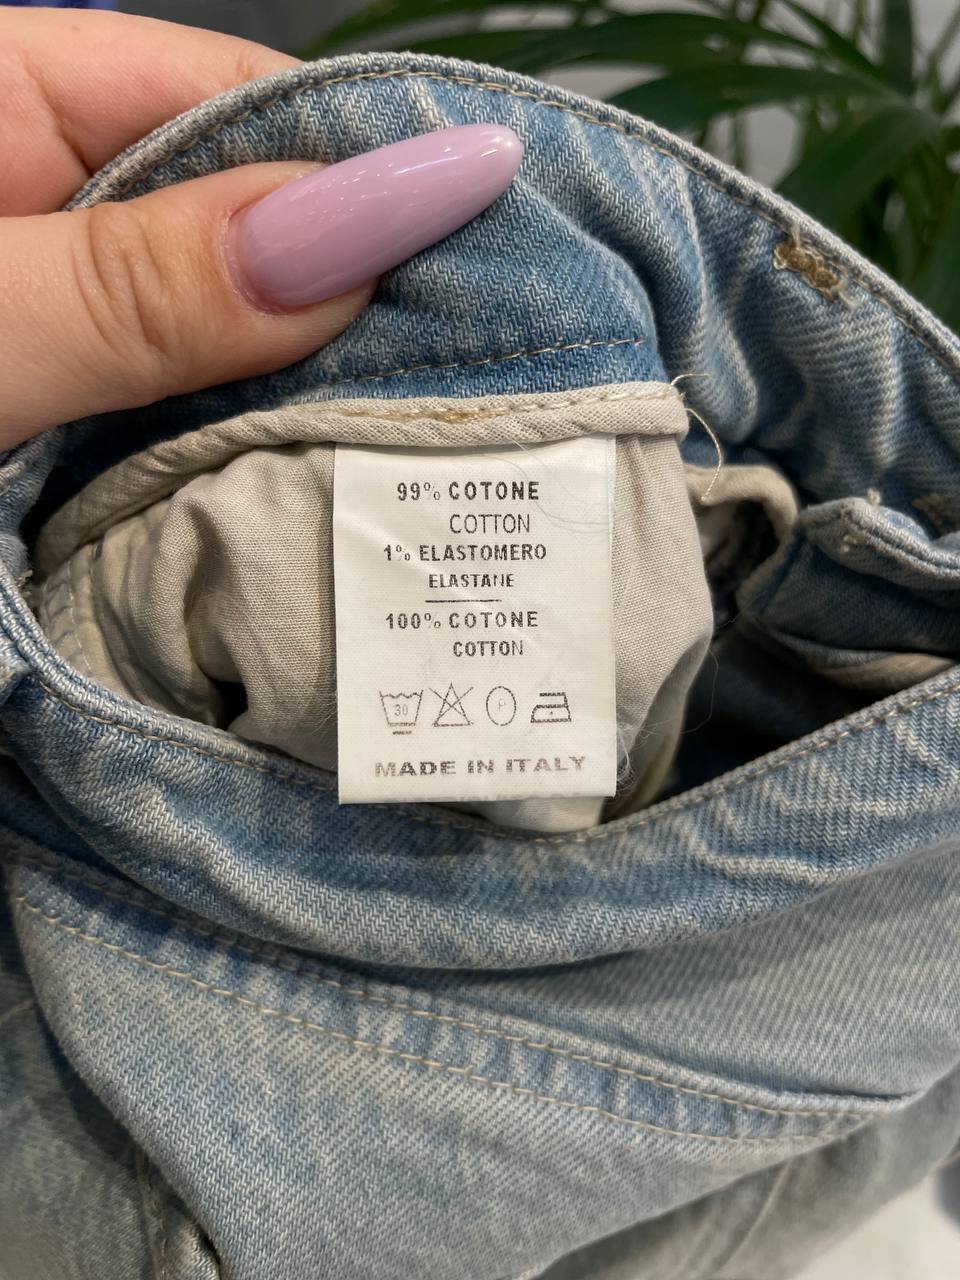 99% COTONE
COTTON
1% ELASTOMERO
ELASTANE
100% COTONE
COTTON
30 P
MADE IN ITALY